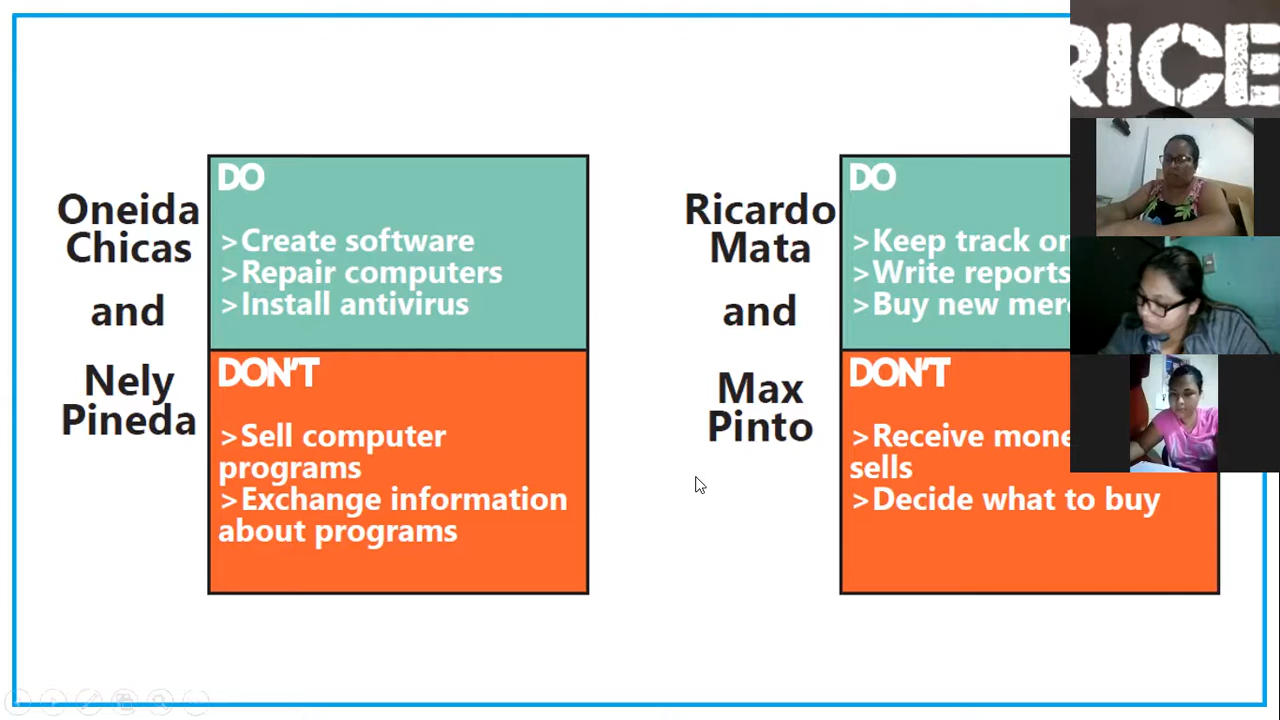 RICE
Oneida
Chicas
and
Nely
Pineda
DO
>Create software
>Repair computers
>Install antivirus
DON'T
>Sell computer
programs
>Exchange information
about programs
Ricardo
Mata
and
Max
Pinto
DO
>Keep track
>Write reports
>Buy new
DON'T
>Receive
sells
>Decide what to buy